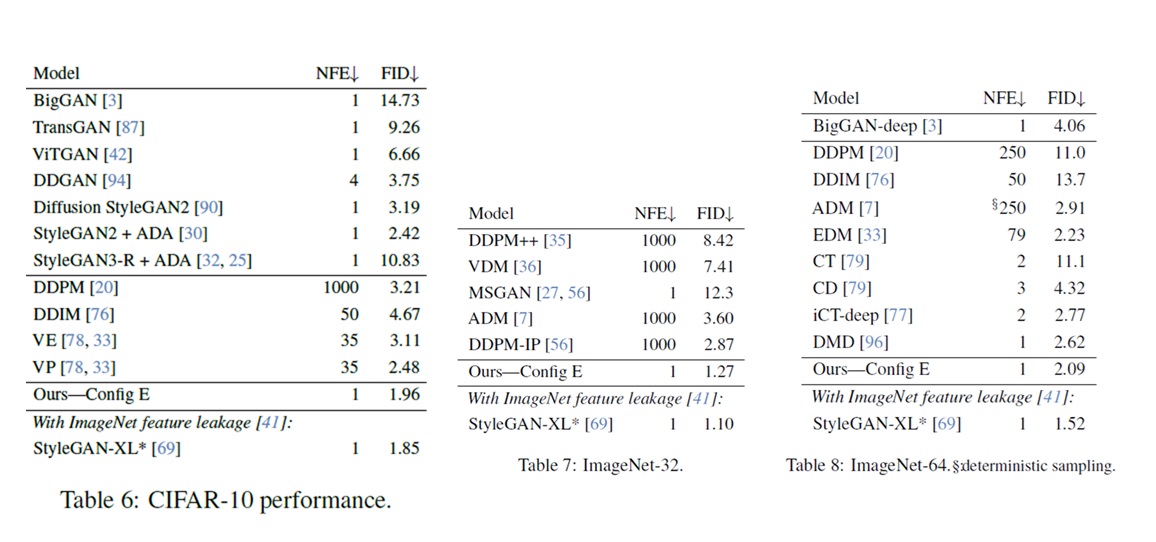 Model NFE↓ FID↓
BigGAN [3] 1 14.73
TransGAN [87] 1 9.26
ViTGAN [42] 1 6.66
DDGAN [94] 4 3.75
Diffusion StyleGAN2 [90] 1 3.19
StyleGAN2 + ADA [30] 1 2.42
StyleGAN3-R + ADA [32, 25] 1 10.83
DDPM [20] 1000 3.21
DDIM [76] 50 4.67
VE [78, 33] 35 3.11
VP [78, 33] 35 2.48
Ours—Config E 1 1.96
With ImageNet feature leakage [41]:
StyleGAN-XL* [69] 1 1.85
Table 6: CIFAR-10 performance.
Model NFE↓ FID↓
DDPM++ [35] 1000 8.42
VDM [36] 1000 7.41
MSGAN [27, 56] 1 12.3
ADM [7] 1000 3.60
DDPM-IP [56] 1000 2.87
Ours—Config E 1 1.27
With ImageNet feature leakage [41]:
StyleGAN-XL* [69] 1 1.10
Table 7: ImageNet-32.
Model NFE↓ FID↓
BigGAN-deep [3] 1 4.06
DDPM [20] 250 11.0
DDIM [76] 50 13.7
ADM [7] §250 2.91
EDM [33] 79 2.23
CT [79] 2 11.1
CD [79] 3 4.32
iCT-deep [77] 2 2.77
DMD [96] 1 2.62
Ours—Config E 1 2.09
With ImageNet feature leakage [41]:
StyleGAN-XL* [69] 1 1.52
Table 8: ImageNet-64. sampling.